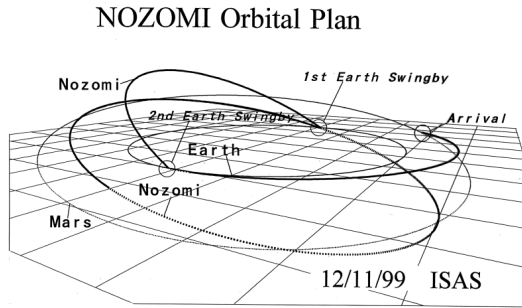 NOZOMI Orbital Plan
1st Earth Swingby
Nozomi
2nd Earth Swingby
Arrival
Earth
Nozomi
Mars
12/11/99 ISAS